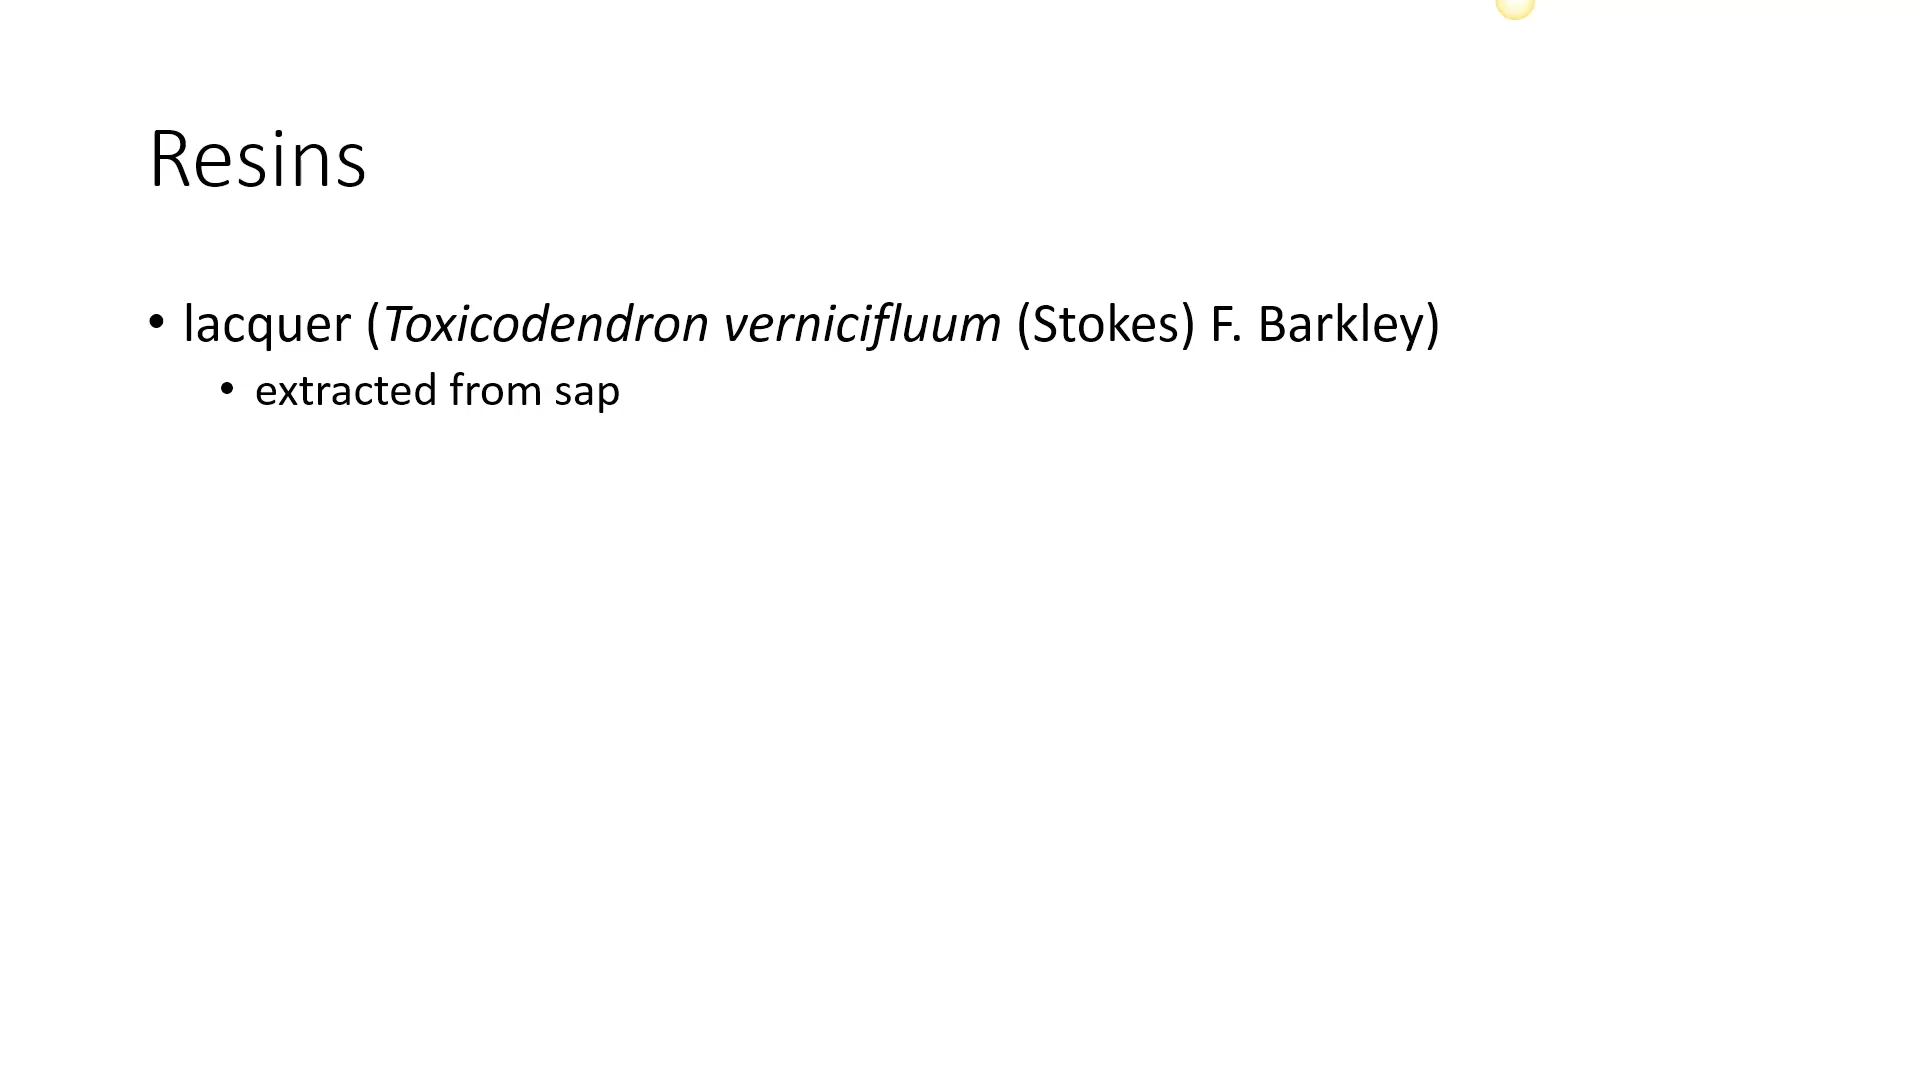 Resins
• lacquer (Toxicodendron vernicifluum (Stokes) F. Barkley)
• extracted from sap